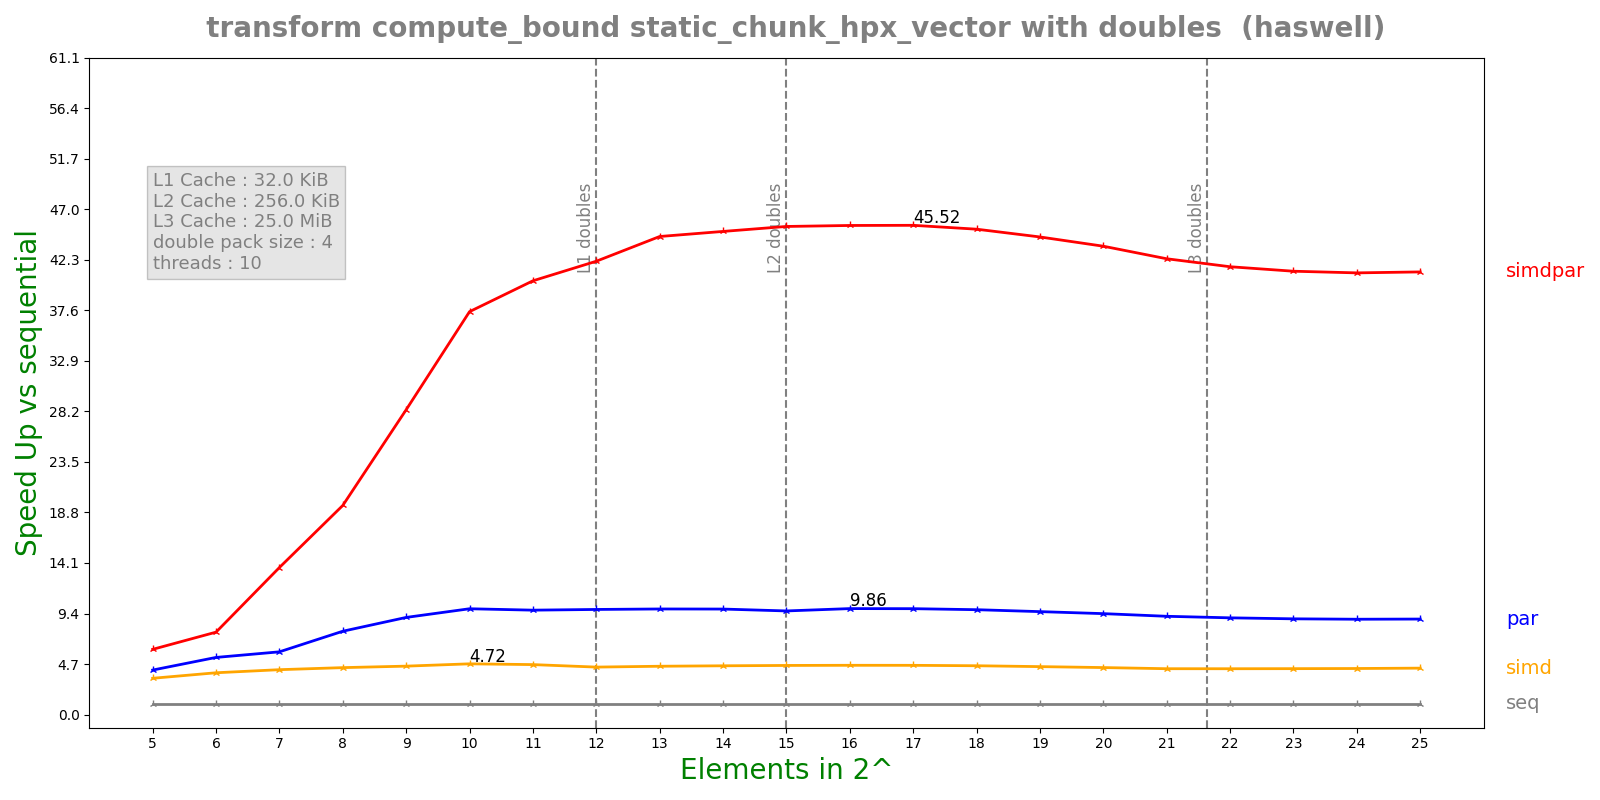 transform compute_bound static_chunk_hpx_vector with doubles  (haswell)
Speed Up vs sequential
61.1
56.4
51.7
47.0
42.3
37.6
32.9
28.2
23.5
18.8
14.1
9.4
4.7
0.0
L1 Cache : 32.0 KiB
L2 Cache : 256.0 KiB
L3 Cache : 25.0 MiB
double pack size : 4
threads : 10
L1 doubles
L2 doubles
L3 doubles
45.52
9.86
4.72
simdpar
par
simd
seq
5 6 7 8 9 10 11 12 13 14 15 16 17 18 19 20 21 22 23 24 25
Elements in 2^